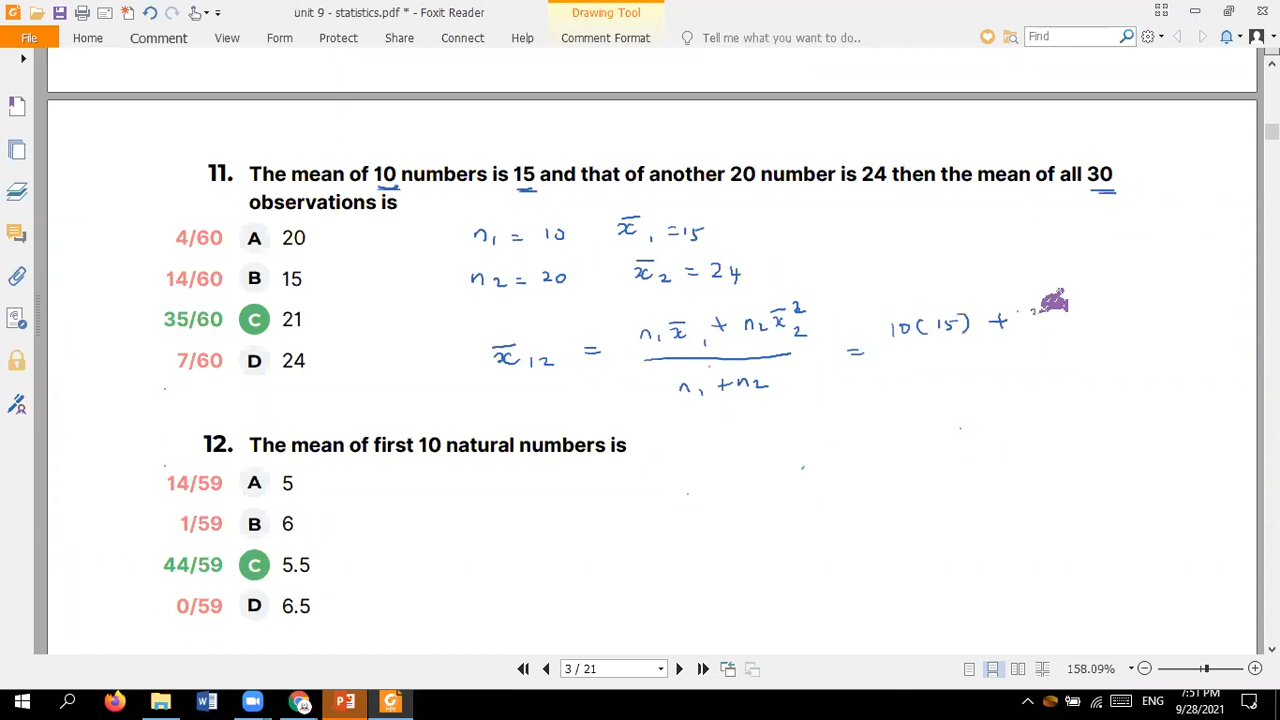 unit 9 - statistics.pdf * - Foxit Reader
Drawing Tool
File Home Comment View Form Protect Share Connect Help Comment Format Tell me what you want to do.. Find
11. The mean of 10 numbers is 15 and that of another 20 number is 24 then the mean of all 30
observations is
4/60 A 20
14/60 B 15
35/60 C 21
7/60 D 24
n₁ = 10 x̄₁ = 15
n₂ = 20 x̄₂ = 24
x̄₁₂ = (n₁x̄₁ + n₂x̄₂²) / (n₁ + n₂) = 10(15) +
12. The mean of first 10 natural numbers is
14/59 A 5
1/59 B 6
44/59 C 5.5
0/59 D 6.5
3 / 21
158.09%
ENG
7:51 PM
9/28/2021